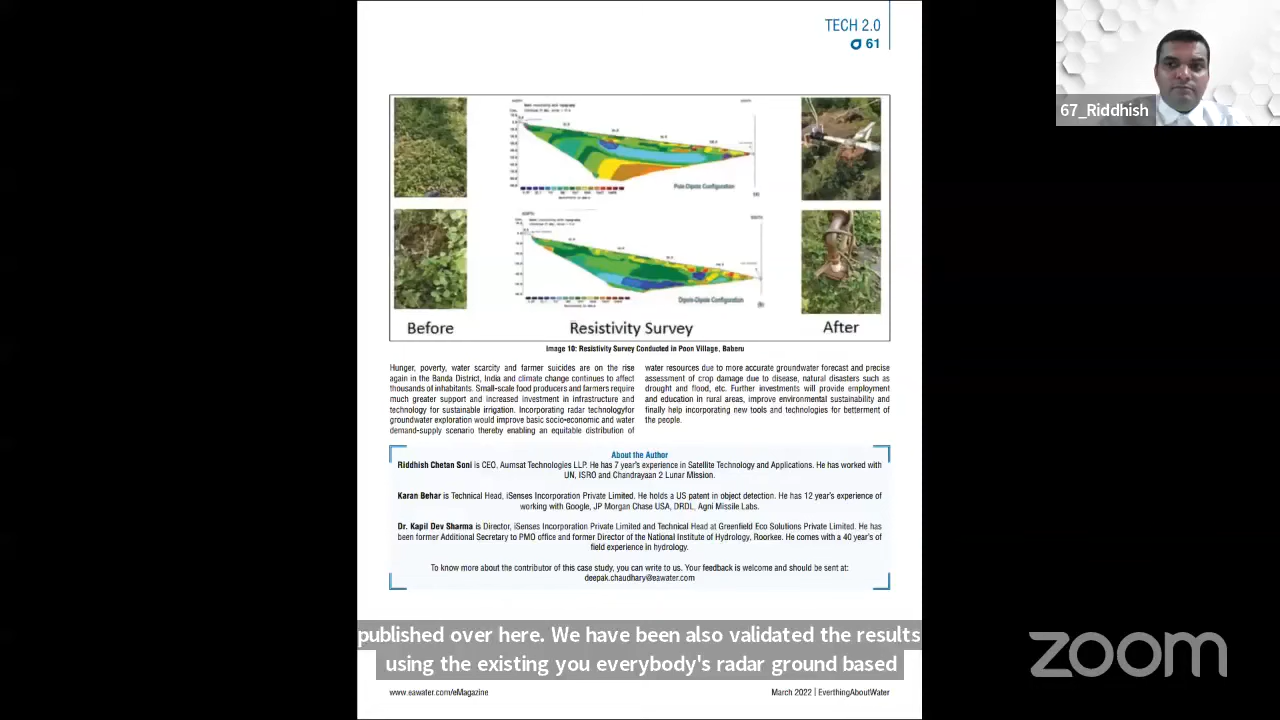 TECH 2.0
61
67_Riddhish
Pole-Dipole Configuration
(a)
Dipole-Dipole Configuration
(b)
Before
Resistivity Survey
After
Image 10: Resistivity Survey Conducted in Poon Village, Baberu
Hunger, poverty, water scarcity and farmer suicides are on the rise
again in the Banda District, India and climate change continues to affect
thousands of inhabitants. Small-scale food producers and farmers require
much greater support and increased investment in infrastructure and
technology for sustainable irrigation. Incorporating radar technologyfor
groundwater exploration would improve basic socio-economic and water
demand-supply scenario thereby enabling an equitable distribution of
water resources due to more accurate groundwater forecast and precise
assessment of crop damage due to disease, natural disasters such as
drought and flood, etc. Further investments will provide employment
and education in rural areas, improve environmental sustainability and
finally help incorporating new tools and technologies for betterment of
the people.
About the Author
Riddhish Chetan Soni is CEO, Aumsat Technologies LLP. He has 7 year's experience in Satellite Technology and Applications. He has worked with
UN, ISRO and Chandrayaan 2 Lunar Mission.
Karan Behar is Technical Head, iSenses Incorporation Private Limited. He holds a US patent in object detection. He has 12 year's experience of
working with Google, JP Morgan Chase USA, DRDL, Agni Missile Labs.
Dr. Kapil Dev Sharma is Director, iSenses Incorporation Private Limited and Technical Head at Greenfield Eco Solutions Private Limited. He has
been former Additional Secretary to PMO office and former Director of the National Institute of Hydrology, Roorkee. He comes with a 40 year's of
field experience in hydrology.
To know more about the contributor of this case study, you can write to us. Your feedback is welcome and should be sent at:
deepak.chaudhary@eawater.com
published over here. We have been also validated the results
using the existing you everybody's radar ground based
zoom
www.eawater.com/eMagazine
March 2022 | EverthingAboutWater